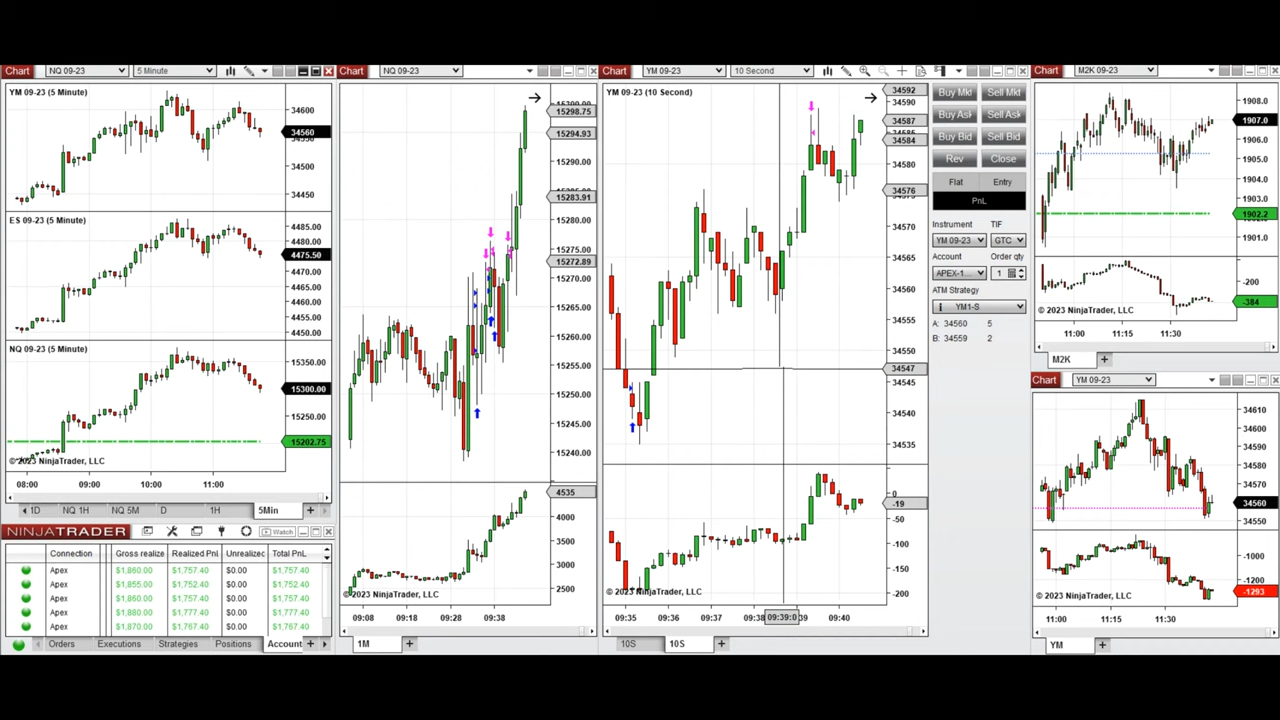 Chart NQ 09-23 5 Minute
YM 09-23 (5 Minute)
34600
34560
34550
34500
34450
ES 09-23 (5 Minute)
4485.00
4480.00
4475.50
4470.00
4465.00
4460.00
4455.00
4450.00
NQ 09-23 (5 Minute)
15350.00
15300.00
15250.00
15202.75
© 2023 NinjaTrader, LLC
08:00 09:00 10:00 11:00
1D NQ 1H NQ 5M D 1H 5Min +
NINJATRADER Watch
Connection Gross realize Realized PnL Unrealizec Total PnL
Apex $1,860.00 $1,757.40 $0.00 $1,757.40
Apex $1,855.00 $1,752.40 $0.00 $1,752.40
Apex $1,860.00 $1,757.40 $0.00 $1,757.40
Apex $1,880.00 $1,777.40 $0.00 $1,777.40
Apex $1,870.00 $1,767.40 $0.00 $1,767.40
Orders Executions Strategies Positions Account +
Chart NQ 09-23
15298.75
15294.93
15290.00
15283.91
15280.00
15275.00
15272.89
15270.00
15265.00
15260.00
15255.00
15250.00
15245.00
15240.00
4535
4000
3500
3000
2500
© 2023 NinjaTrader, LLC
09:08 09:18 09:28 09:38
1M +
Chart YM 09-23 10 Second
YM 09-23 (10 Second)
34592
34590
34587
34584
34580
34576
34570
34565
34560
34555
34550
34547
34545
34540
34535
0
-19
-50
-100
-150
-200
© 2023 NinjaTrader, LLC
09:35 09:36 09:37 09:38 09:39:0 09:40
10S 10S +
Buy Mkt Sell Mkt
Buy Ask Sell Ask
Buy Bid Sell Bid
Rev Close
Flat Entry
PnL
Instrument TIF
YM 09-23 GTC
Account Order qty
APEX-1... 1
ATM Strategy
YM1-S
A: 34560 5
B: 34559 2
Chart M2K 09-23
1908.0
1907.0
1906.0
1905.0
1904.0
1903.0
1902.2
1901.0
-200
-384
© 2023 NinjaTrader, LLC
11:00 11:15 11:30
M2K +
Chart YM 09-23
34610
34590
34580
34570
34560
34550
-1000
-1200
-1293
© 2023 NinjaTrader, LLC
11:00 11:15 11:30
YM +